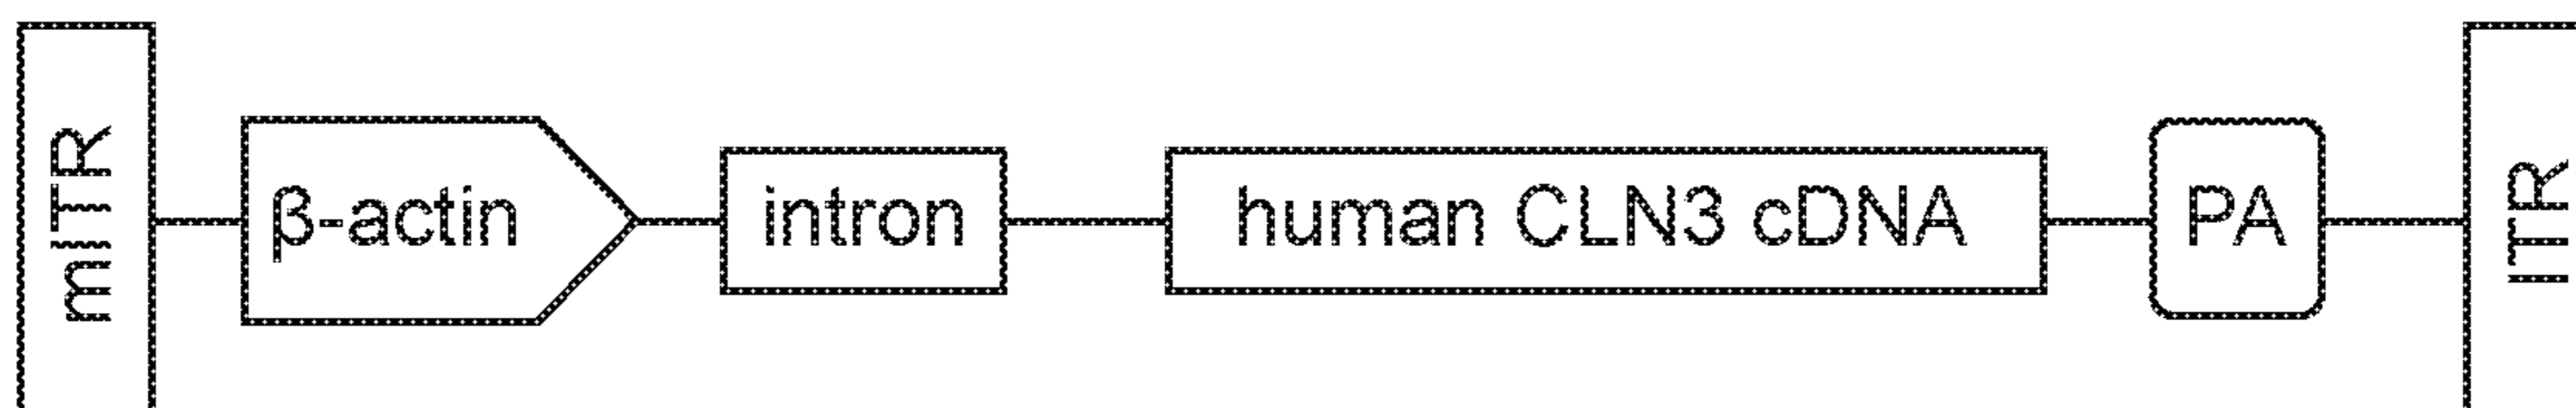 mITR
β-actin
intron
human CLN3 cDNA
PA
ITR